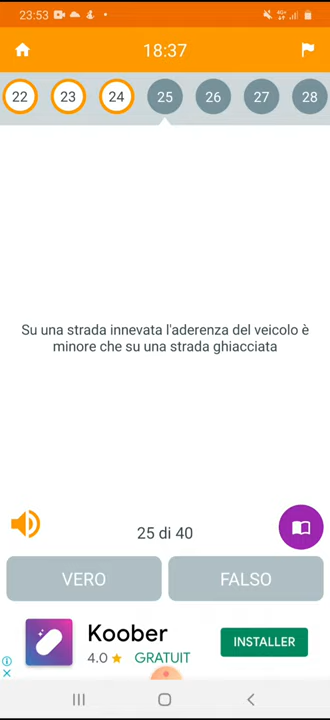 23:53
18:37
22 23 24 25 26 27 28
Su una strada innevata l'aderenza del veicolo è
minore che su una strada ghiacciata
25 di 40
VERO FALSO
Koober
4.0 GRATUIT
INSTALLER